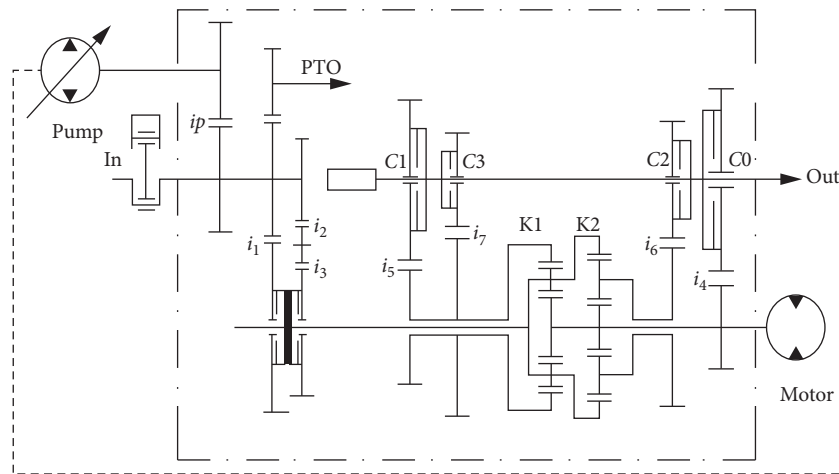 PTO
Pump
ip
In
C1
C3
C2
C0
Out
i1
i2
i3
i5
i7
K1
K2
i6
i4
Motor